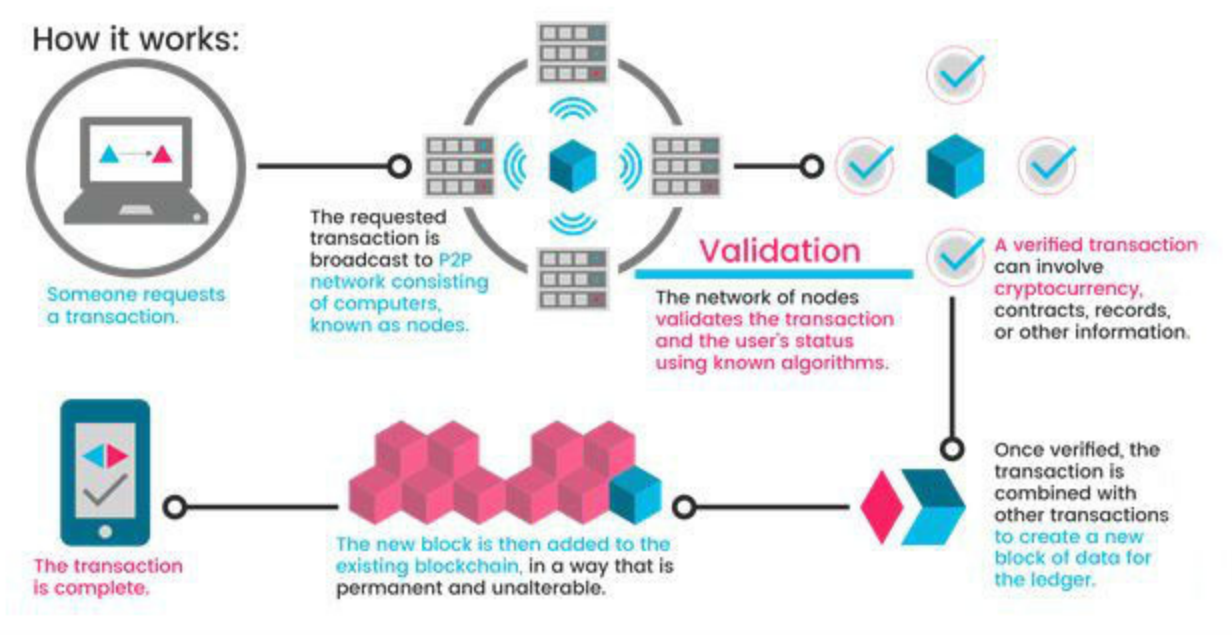 How it works:
Someone requests
a transaction.
The requested
transaction is
broadcast to P2P
network consisting
of computers,
known as nodes.
Validation
The network of nodes
validates the transaction
and the user's status
using known algorithms.
A verified transaction
can involve
cryptocurrency,
contracts, records,
or other information.
Once verified, the
transaction is
combined with
other transactions
to create a new
block of data for
the ledger.
The new block is then added to the
existing blockchain, in a way that is
permanent and unalterable.
The transaction
is complete.